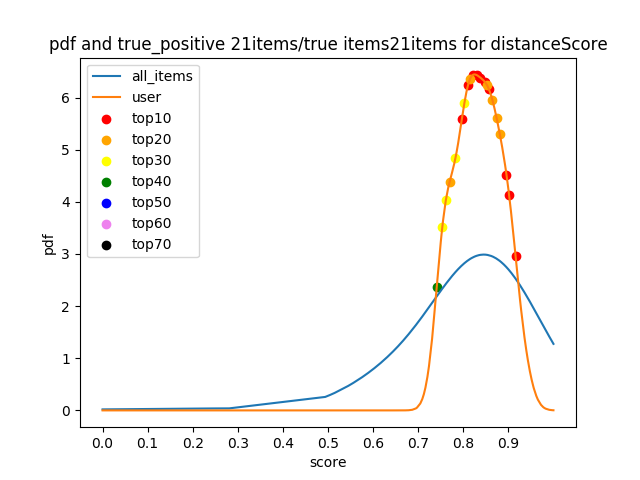 pdf and true_positive 21items/true items21items for distanceScore
all_items
user
top10
top20
top30
top40
top50
top60
top70
6
5
4
3
2
1
0
pdf
0.0 0.1 0.2 0.3 0.4 0.5 0.6 0.7 0.8 0.9
score